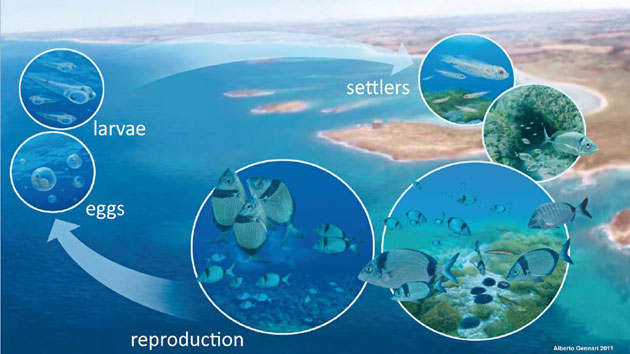 settlers
larvae
eggs
reproduction
Alberto Gennari 2011